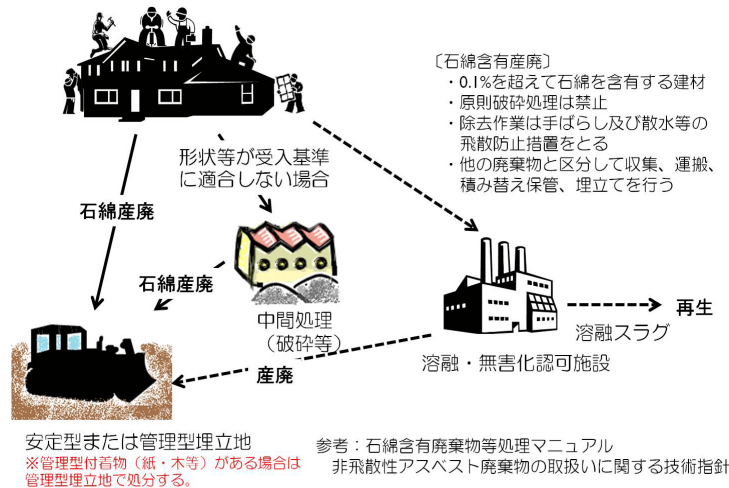 〔石綿含有産廃〕
・0.1%を超えて石綿を含有する建材
・原則破砕処理は禁止
・除去作業は手ばらし及び散水等の
飛散防止措置をとる
・他の廃棄物と区分して収集、運搬、
積み替え保管、埋立てを行う
形状等が受入基準
に適合しない場合
石綿産廃
石綿産廃
中間処理
（破砕等）
再生
溶融スラグ
溶融・無害化認可施設
産廃
安定型または管理型埋立地
※管理型付着物（紙・木等）がある場合は
管理型埋立地で処分する。
参考：石綿含有廃棄物等処理マニュアル
非飛散性アスベスト廃棄物の取扱いに関する技術指針